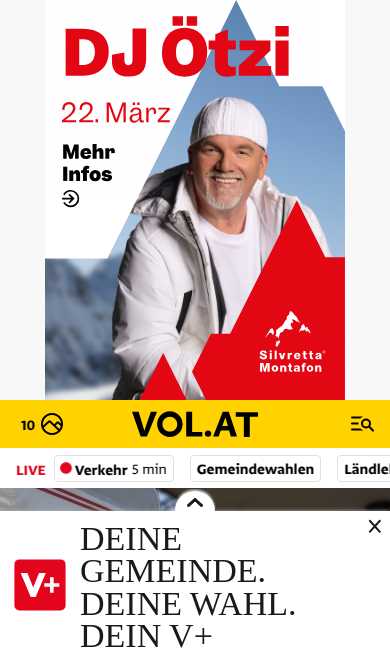 DJ Ötzi
22. März
Mehr
Infos
Silvretta®
Montafon
10
VOL.AT
LIVE
Verkehr 5 min
Gemeindewahlen
Ländle
DEINE
GEMEINDE.
DEINE WAHL.
DEIN V+
V+